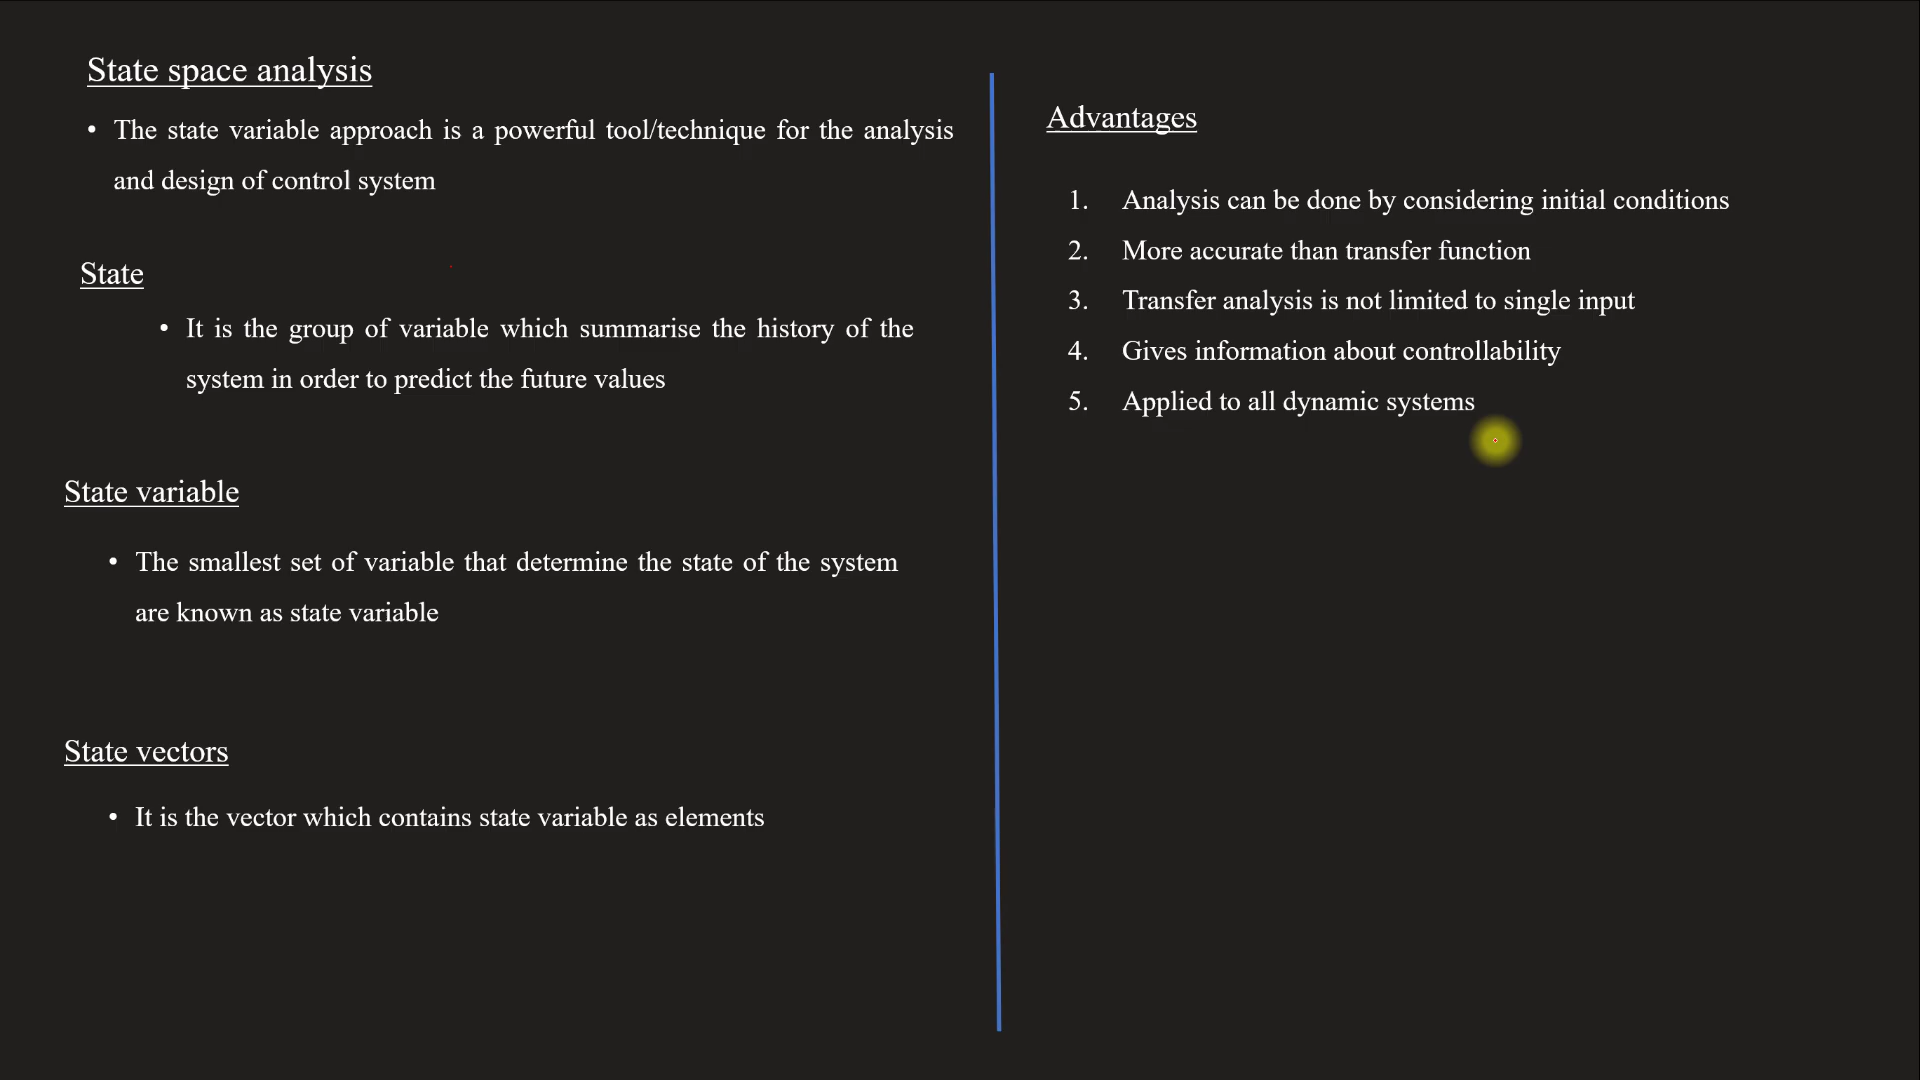 State space analysis
• The state variable approach is a powerful tool/technique for the analysis
and design of control system
State
• It is the group of variable which summarise the history of the
system in order to predict the future values
State variable
• The smallest set of variable that determine the state of the system
are known as state variable
State vectors
• It is the vector which contains state variable as elements
Advantages
1. Analysis can be done by considering initial conditions
2. More accurate than transfer function
3. Transfer analysis is not limited to single input
4. Gives information about controllability
5. Applied to all dynamic systems